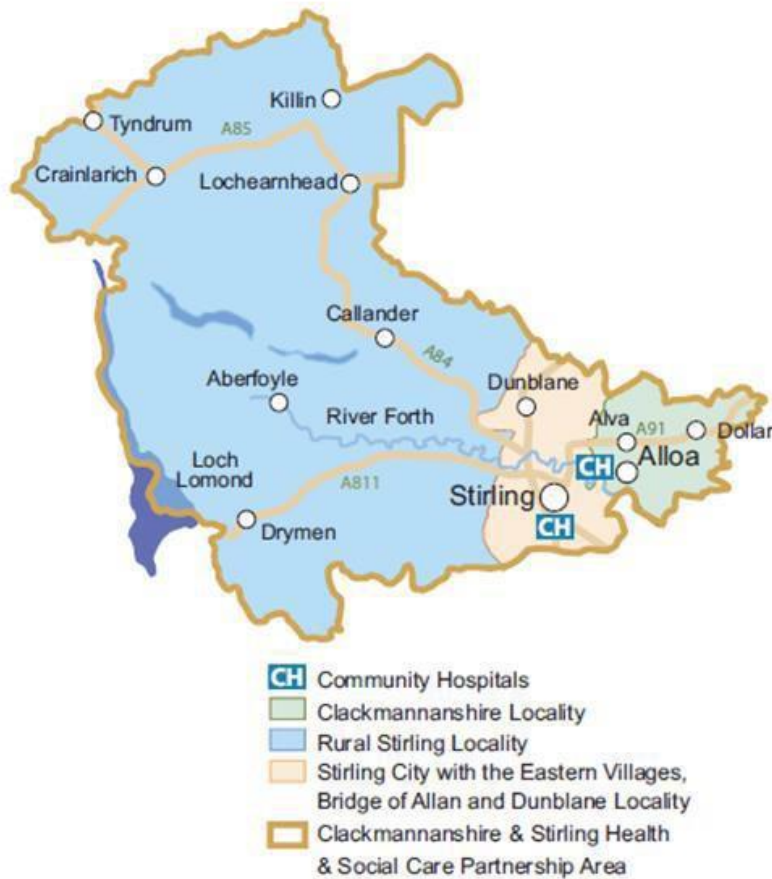 Killin
Tyndrum
A85
Crainlarich
Lochearnhead
Callander
A84
Dunblane
Aberfoyle
River Forth
Alva
A91
Dollar
Loch
Lomond
CH
Alloa
A811
Stirling
Drymen
CH
CH Community Hospitals
Clackmannanshire Locality
Rural Stirling Locality
Stirling City with the Eastern Villages,
Bridge of Allan and Dunblane Locality
Clackmannanshire & Stirling Health
& Social Care Partnership Area